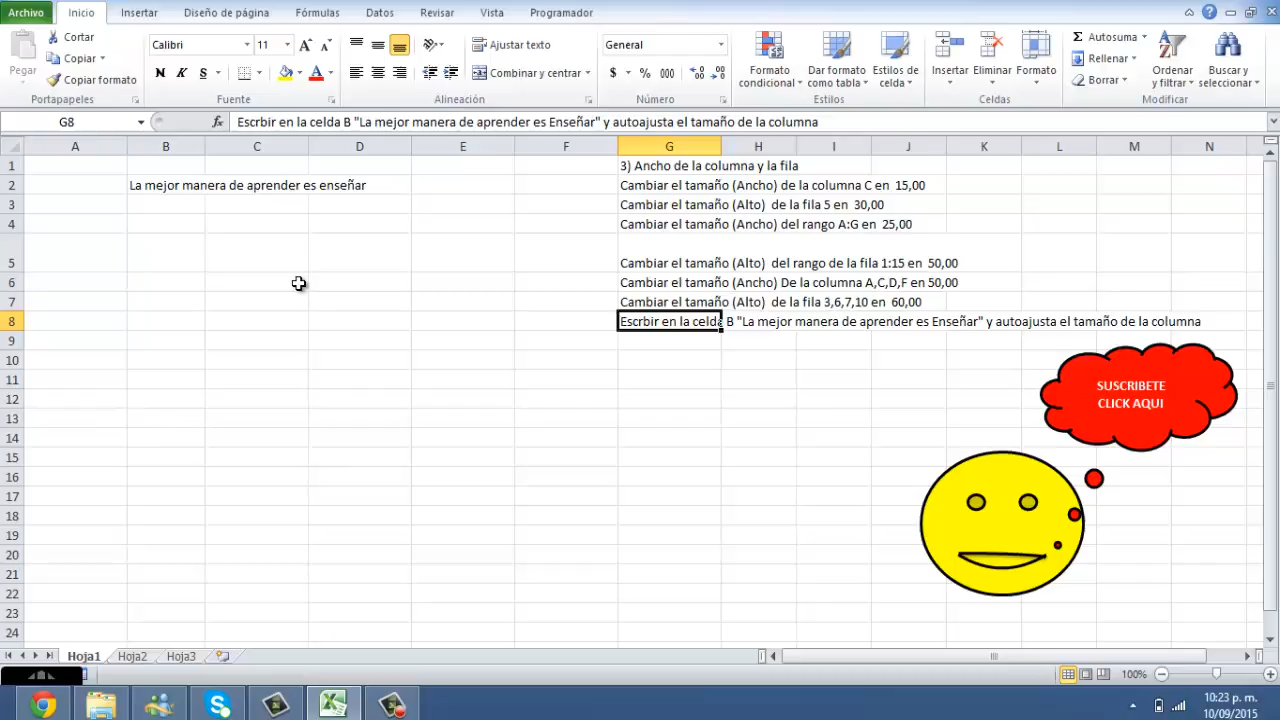 Archivo Inicio Insertar Diseño de página Fórmulas Datos Revisar Vista Programador
Pegar
Cortar
Copiar
Copiar formato
Portapapeles
Calibri 11
N K S
Fuente
Ajustar texto
Combinar y centrar
Alineación
General
$ % 000
Número
Formato condicional
Dar formato como tabla
Estilos de celda
Estilos
Insertar Eliminar Formato
Celdas
Autosuma
Rellenar
Borrar
Ordenar y filtrar
Buscar y seleccionar
Modificar
G8 fx Escrbir en la celda B "La mejor manera de aprender es Enseñar" y autoajusta el tamaño de la columna
A B C D E F G H I J K L M N
1 3) Ancho de la columna y la fila
2 La mejor manera de aprender es enseñar Cambiar el tamaño (Ancho) de la columna C en 15,00
3 Cambiar el tamaño (Alto) de la fila 5 en 30,00
4 Cambiar el tamaño (Ancho) del rango A:G en 25,00
5 Cambiar el tamaño (Alto) del rango de la fila 1:15 en 50,00
6 Cambiar el tamaño (Ancho) De la columna A,C,D,F en 50,00
7 Cambiar el tamaño (Alto) de la fila 3,6,7,10 en 60,00
8 Escrbir en la celda B "La mejor manera de aprender es Enseñar" y autoajusta el tamaño de la columna
9
10
11
12
13
14
15
16
17
18
19
20
21
22
23
24
SUSCRIBETE
CLICK AQUI
Hoja1 Hoja2 Hoja3
100%
10:23 p. m.
10/09/2015